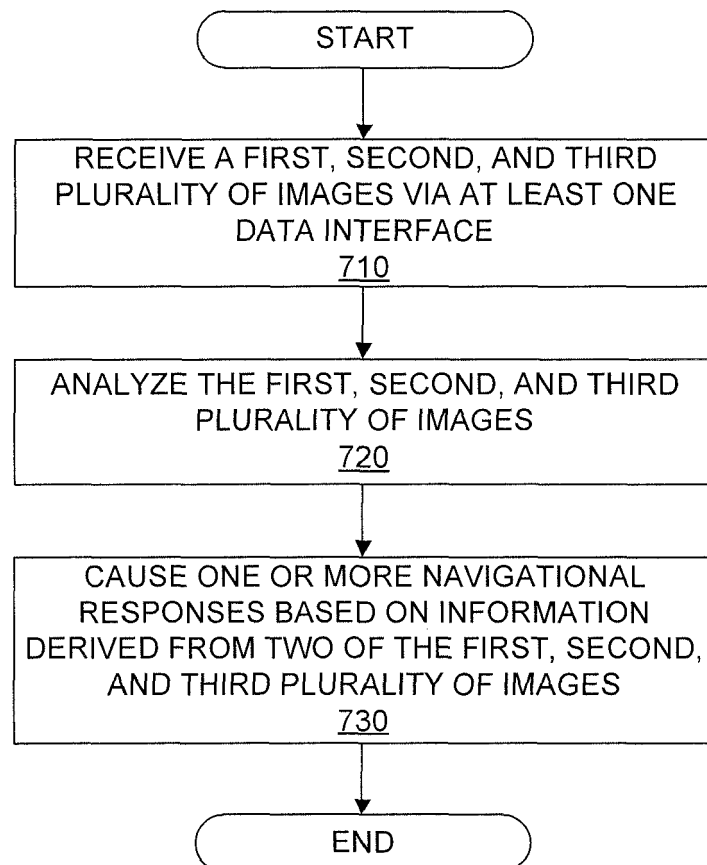 START
RECEIVE A FIRST, SECOND, AND THIRD
PLURALITY OF IMAGES VIA AT LEAST ONE
DATA INTERFACE
710
ANALYZE THE FIRST, SECOND, AND THIRD
PLURALITY OF IMAGES
720
CAUSE ONE OR MORE NAVIGATIONAL
RESPONSES BASED ON INFORMATION
DERIVED FROM TWO OF THE FIRST, SECOND,
AND THIRD PLURALITY OF IMAGES
730
END